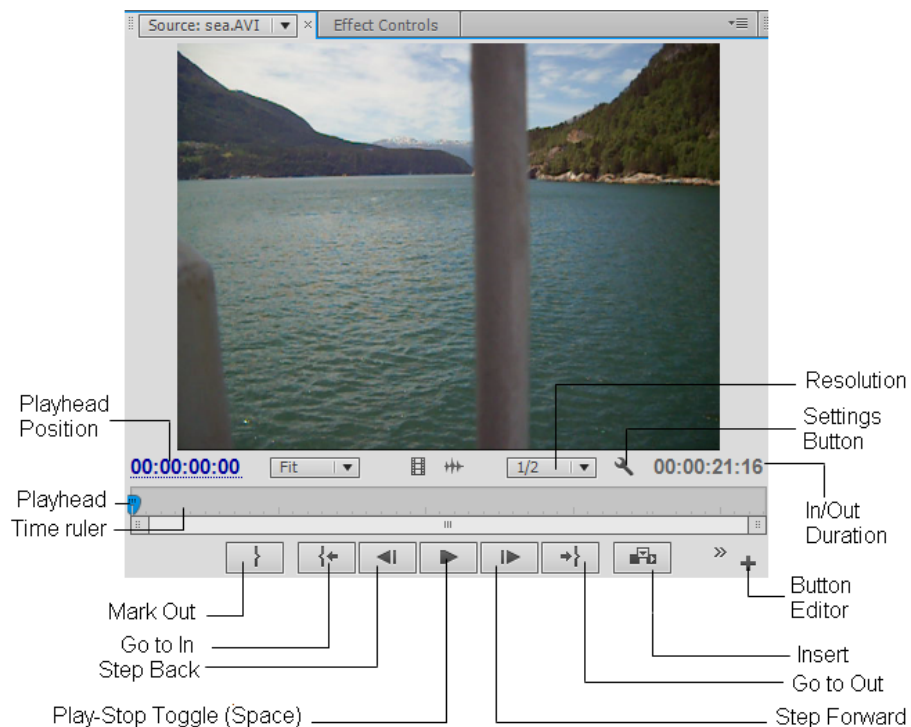 Source: sea.AVI
Effect Controls
Resolution
Playhead
Position
Settings
Button
00:00:00:00
Fit
1/2
00:00:21:16
Playhead
Time ruler
In/Out
Duration
Button
Editor
Mark Out
Go to In
Step Back
Insert
Go to Out
Play-Stop Toggle (Space)
Step Forward